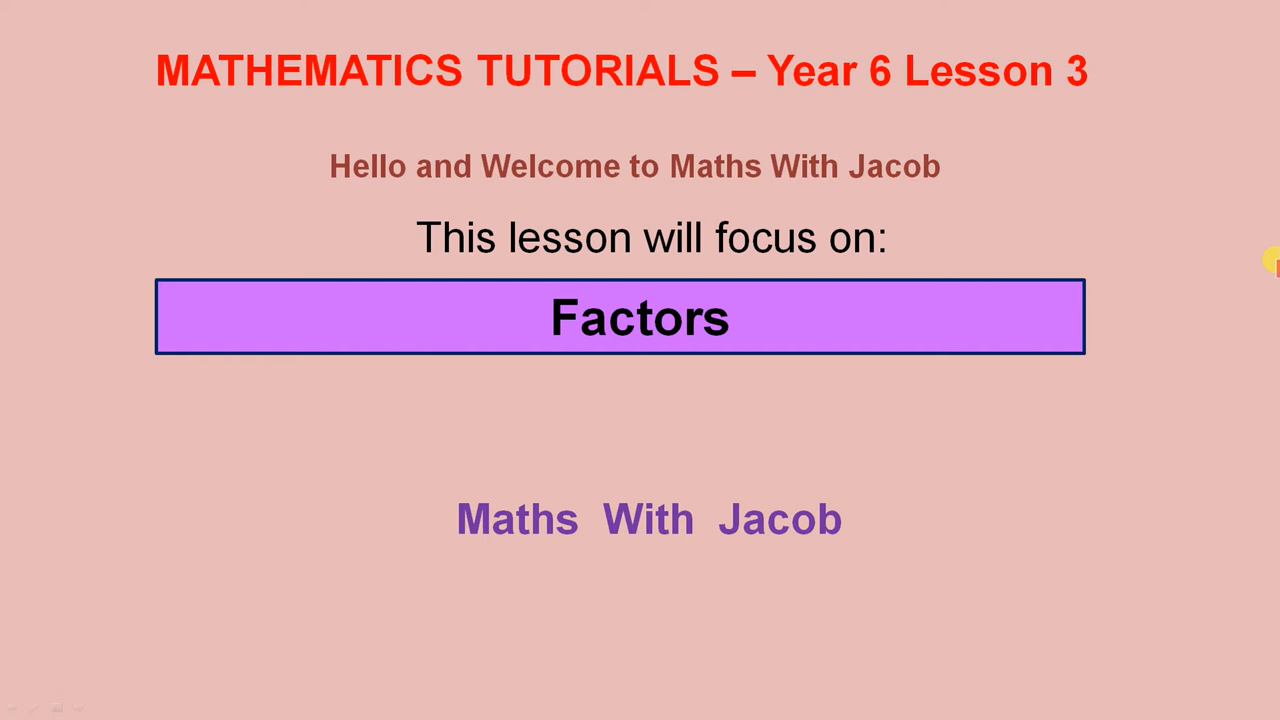 MATHEMATICS TUTORIALS – Year 6 Lesson 3
Hello and Welcome to Maths With Jacob
This lesson will focus on:
Factors
Maths With Jacob